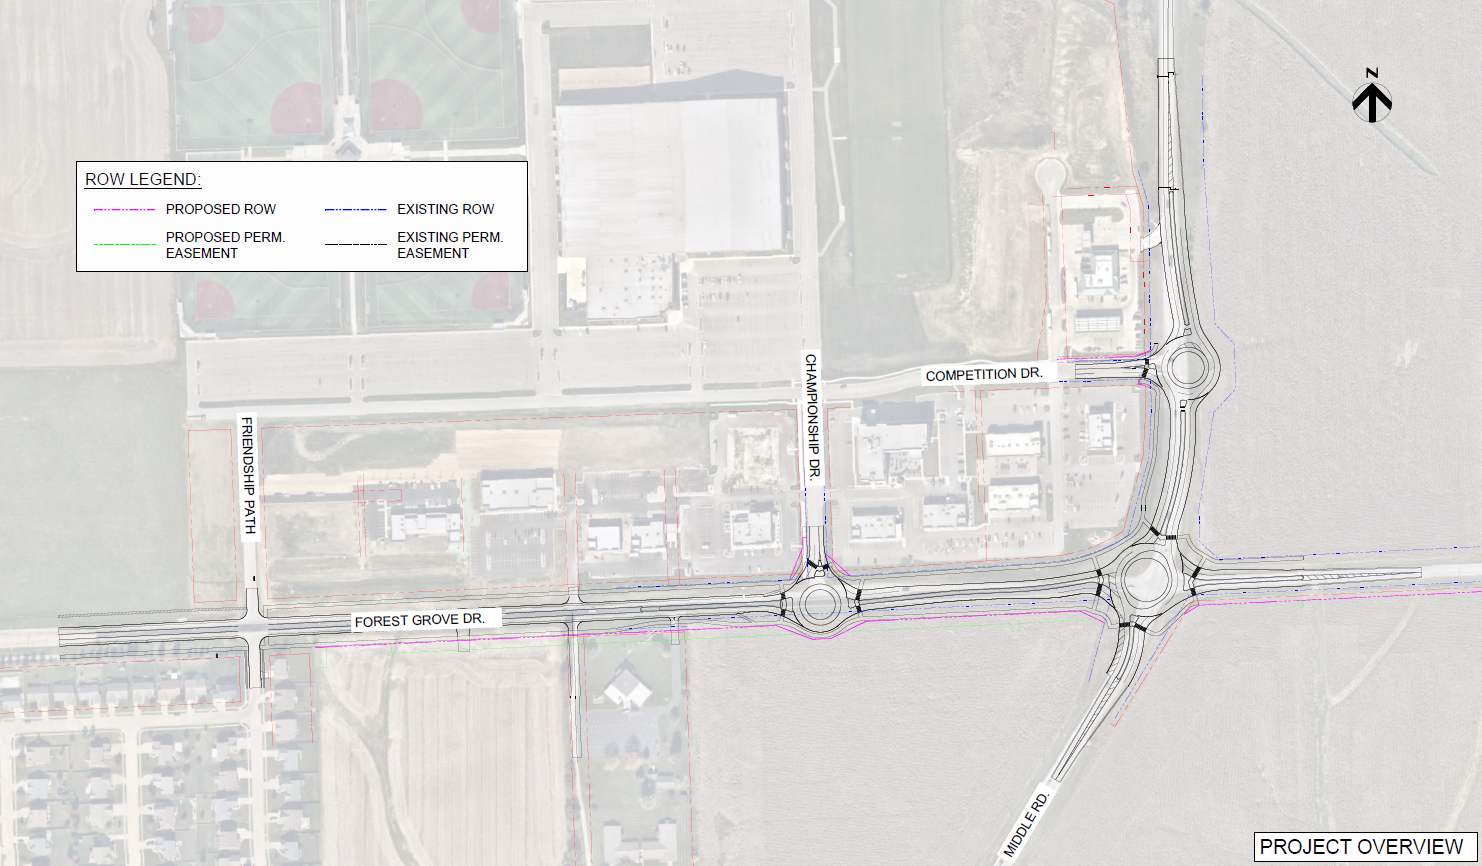 N
ROW LEGEND:
PROPOSED ROW
EXISTING ROW
PROPOSED PERM.
EASEMENT
EXISTING PERM.
EASEMENT
CHAMPIONSHIP DR.
COMPETITION DR.
FRIENDSHIP PATH
FOREST GROVE DR.
MIDDLE RD.
PROJECT OVERVIEW